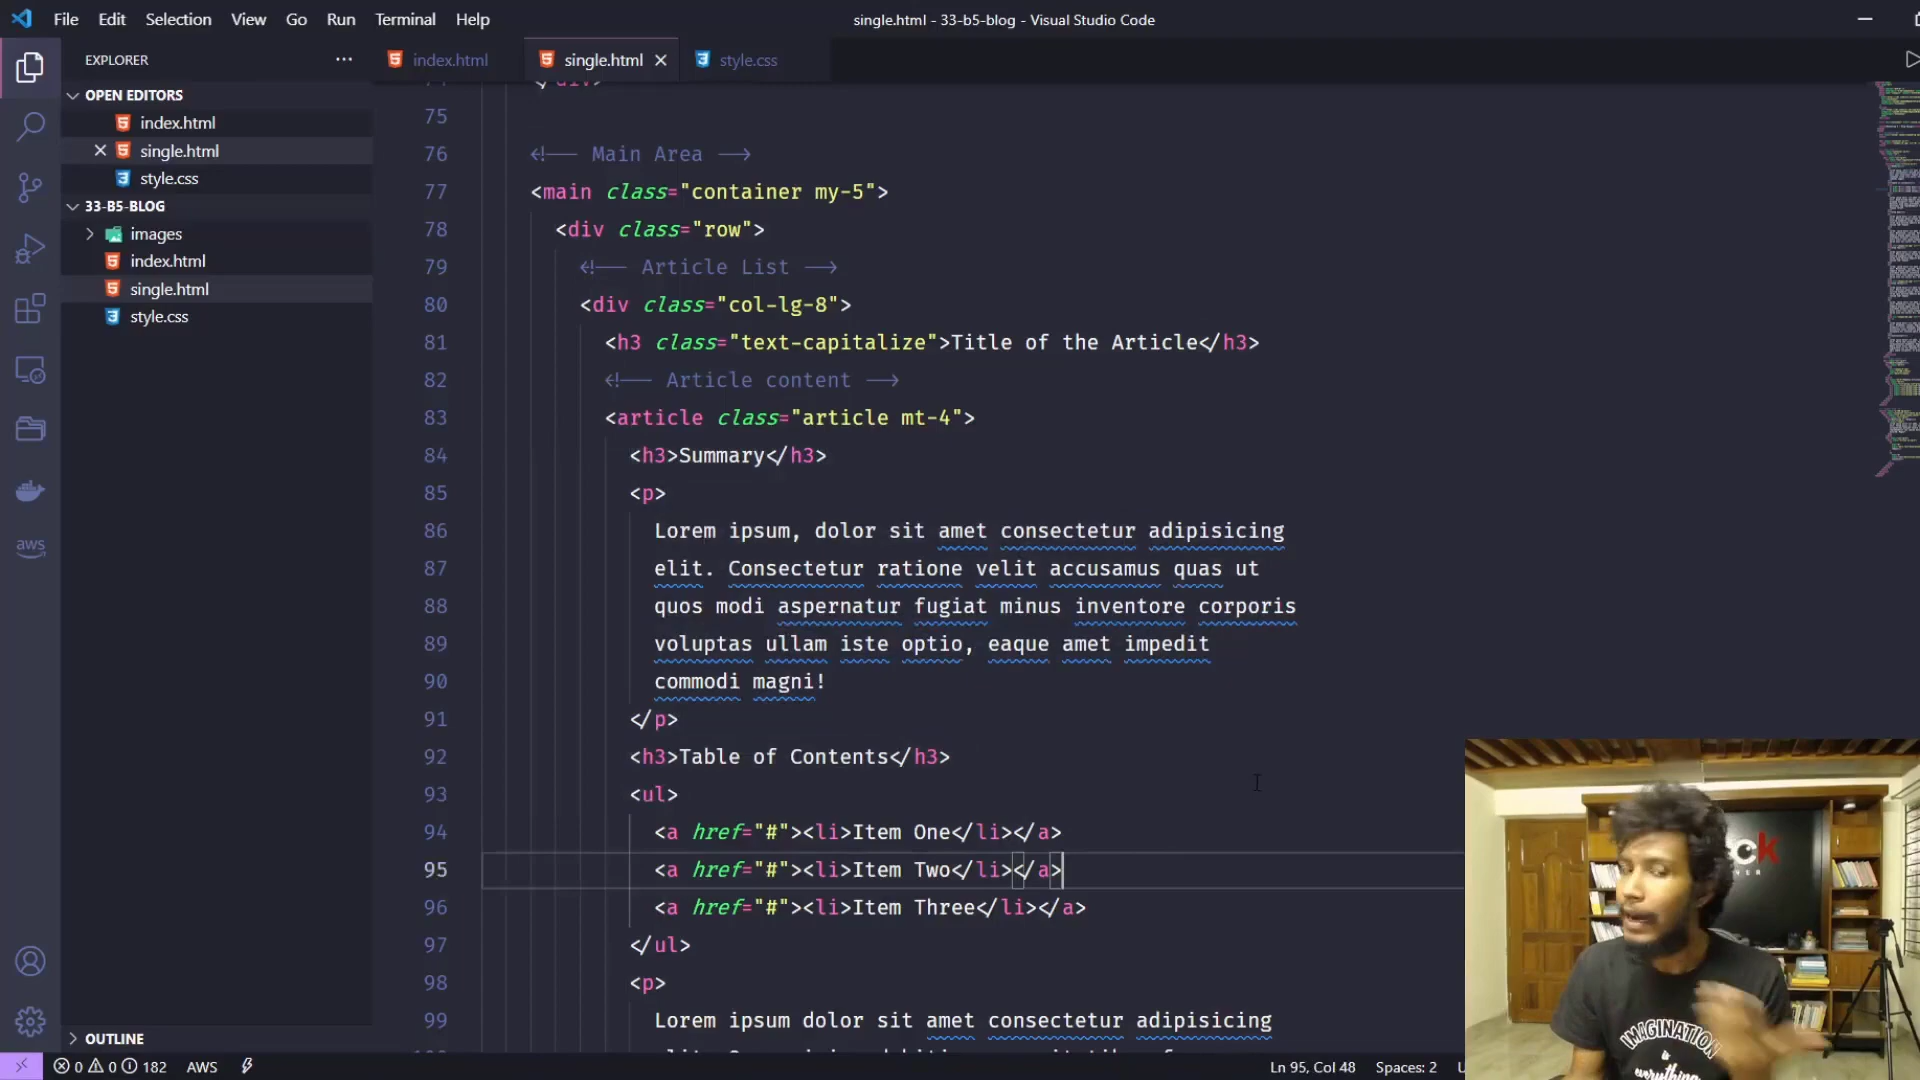 File Edit Selection View Go Run Terminal Help
single.html - 33-b5-blog - Visual Studio Code
EXPLORER
index.html
single.html
style.css
OPEN EDITORS
index.html
single.html
style.css
33-B5-BLOG
images
index.html
single.html
style.css
OUTLINE
75
76 <!-- Main Area -->
77 <main class="container my-5">
78 <div class="row">
79 <!-- Article List -->
80 <div class="col-lg-8">
81 <h3 class="text-capitalize">Title of the Article</h3>
82 <!-- Article content -->
83 <article class="article mt-4">
84 <h3>Summary</h3>
85 <p>
86 Lorem ipsum, dolor sit amet consectetur adipisicing
87 elit. Consectetur ratione velit accusamus quas ut
88 quos modi aspernatur fugiat minus inventore corporis
89 voluptas ullam iste optio, eaque amet impedit
90 commodi magni!
91 </p>
92 <h3>Table of Contents</h3>
93 <ul>
94 <a href="#"><li>Item One</li></a>
95 <a href="#"><li>Item Two</li></a>
96 <a href="#"><li>Item Three</li></a>
97 </ul>
98 <p>
99 Lorem ipsum dolor sit amet consectetur adipisicing
aws
0 0 182 AWS
Ln 95, Col 48 Spaces: 2
IMAGINATION
is
everything